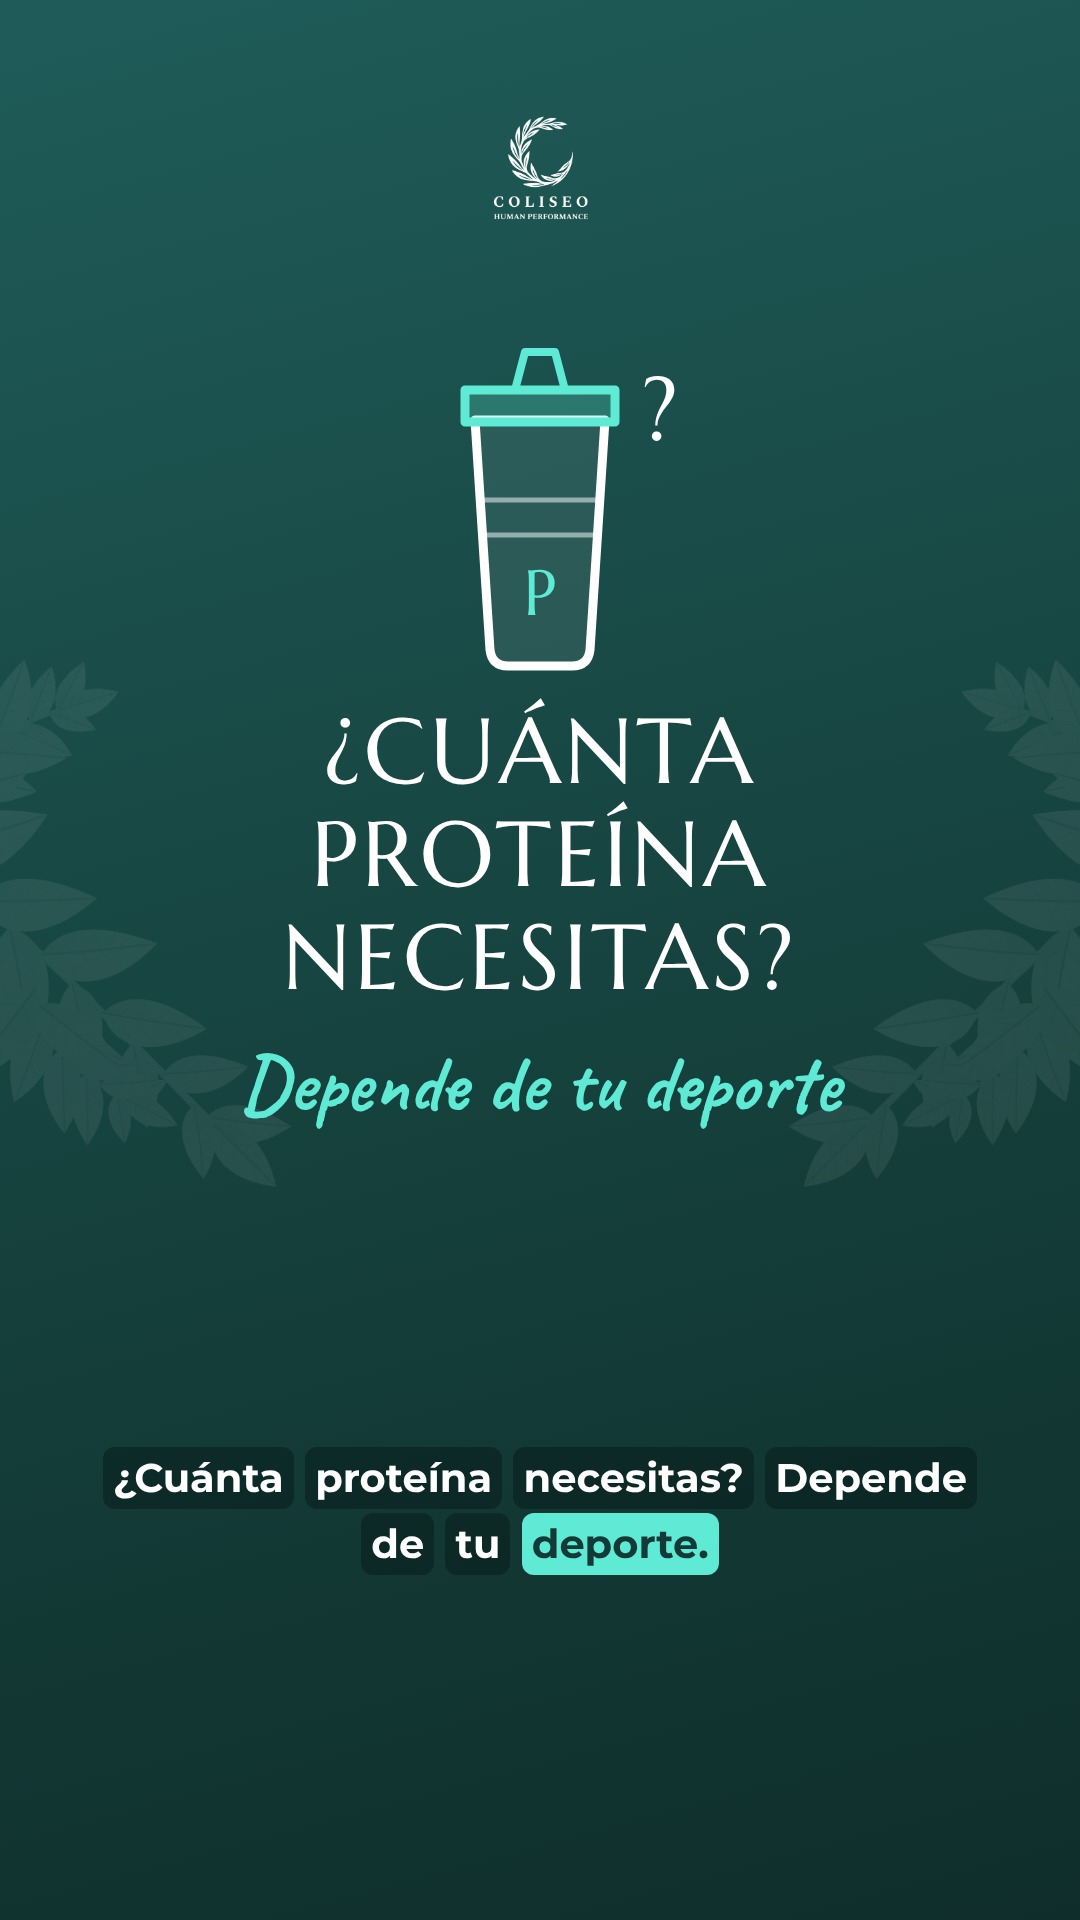 COLISEO
HUMAN PERFORMANCE
?
P
¿CUÁNTA
PROTEÍNA
NECESITAS?
Depende de tu deporte
¿Cuánta proteína necesitas? Depende
de tu deporte.